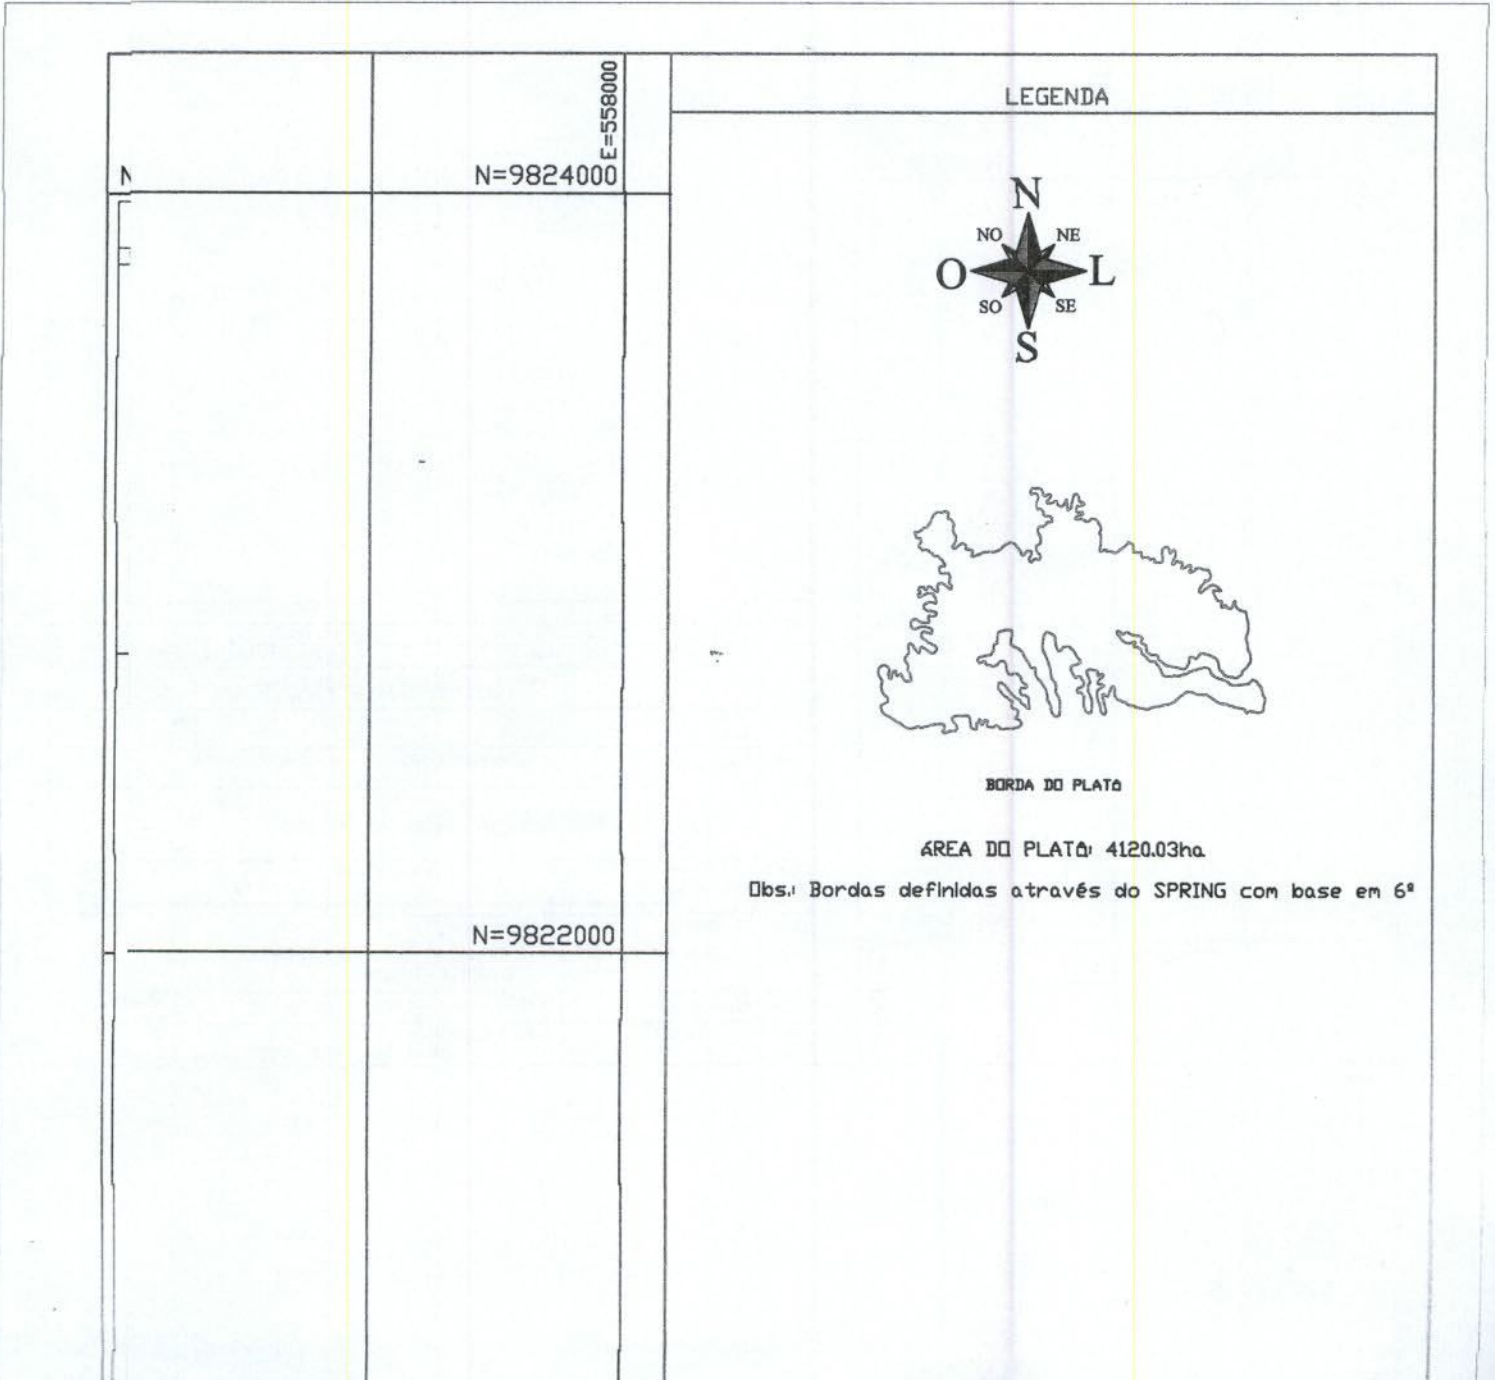 E=558000
N
N=9824000
N=9822000
LEGENDA
N
NO NE
O L
SO SE
S
BORDA DO PLATÔ
ÁREA DO PLATÔ: 4120.03ha
Obs.: Bordas definidas através do SPRING com base em 6º